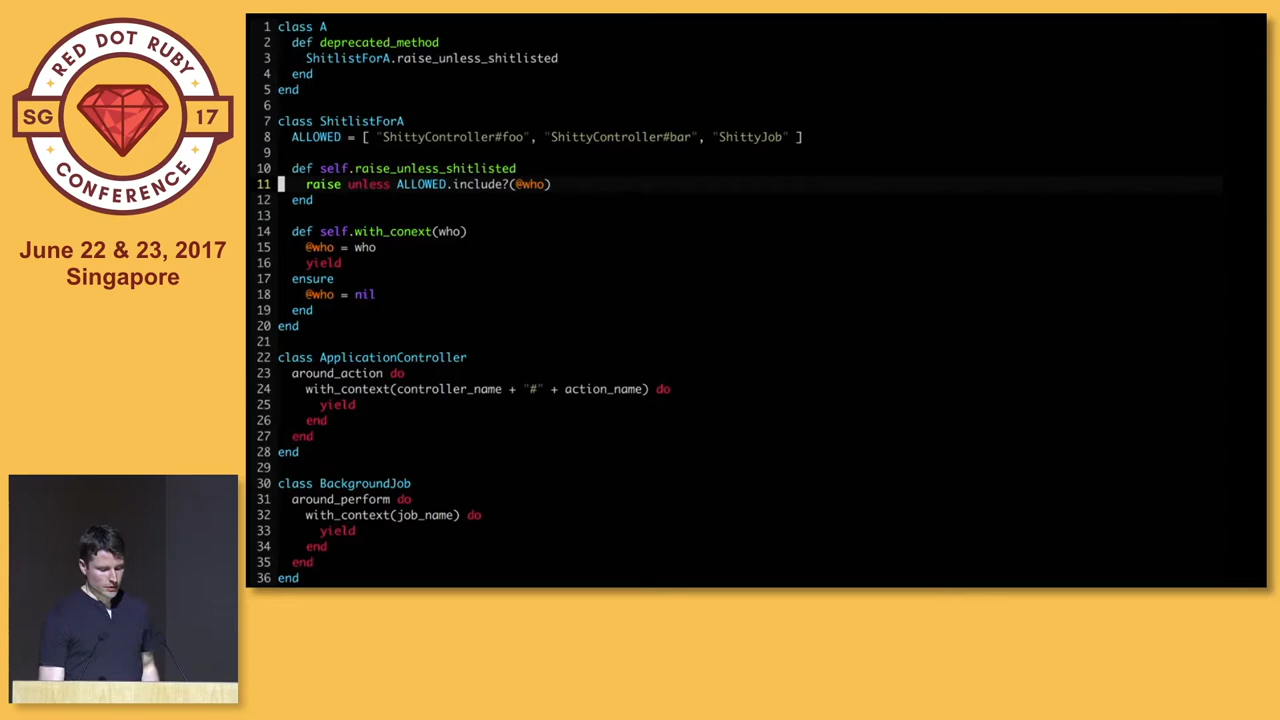 RED DOT RUBY
SG
17
CONFERENCE
June 22 & 23, 2017
Singapore
1 class A
2   def deprecated_method
3     ShitlistForA.raise_unless_shitlisted
4   end
5 end
6
7 class ShitlistForA
8   ALLOWED = [ "ShittyController#foo", "ShittyController#bar", "ShittyJob" ]
9
10   def self.raise_unless_shitlisted
11     raise unless ALLOWED.include?(@who)
12   end
13
14   def self.with_conext(who)
15     @who = who
16     yield
17   ensure
18     @who = nil
19   end
20 end
21
22 class ApplicationController
23   around_action do
24     with_context(controller_name + "#" + action_name) do
25       yield
26     end
27   end
28 end
29
30 class BackgroundJob
31   around_perform do
32     with_context(job_name) do
33       yield
34     end
35   end
36 end